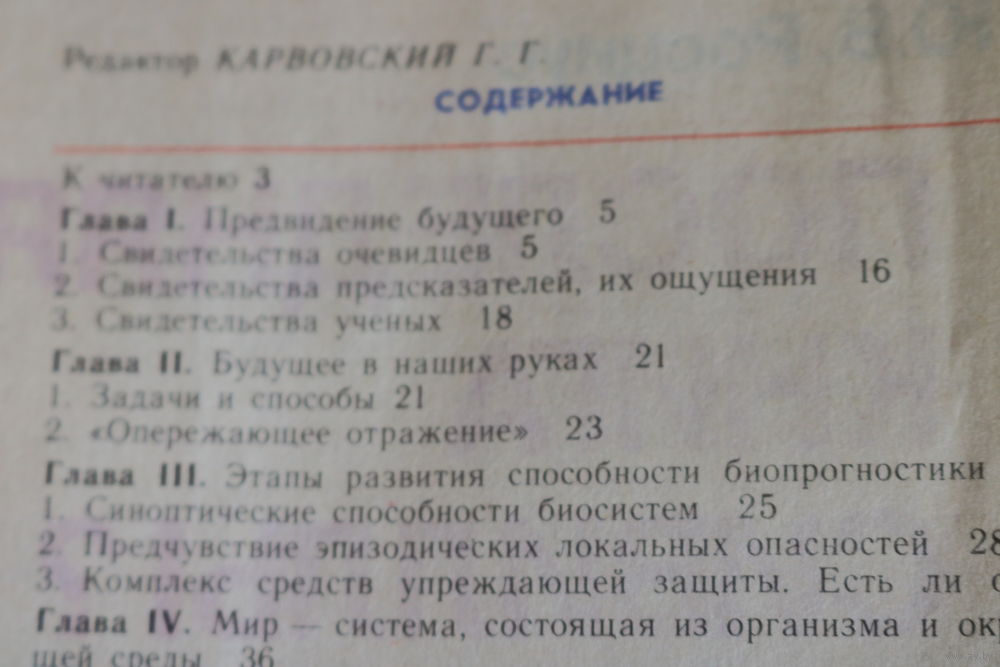 Редактор КАРВОВСКИЙ Г. Г.
СОДЕРЖАНИЕ
К читателю 3
Глава I. Предвидение будущего 5
1. Свидетельства очевидцев 5
2. Свидетельства предсказателей, их ощущения 16
3. Свидетельства ученых 18
Глава II. Будущее в наших руках 21
1. Задачи и способы 21
2. «Опережающее отражение» 23
Глава III. Этапы развития способности биопрогностики
1. Синоптические способности биосистем 25
2. Предчувствие эпизодических локальных опасностей 28
3. Комплекс средств упреждающей защиты. Есть ли
Глава IV. Мир — система, состоящая из организма и ок
щей среды 36